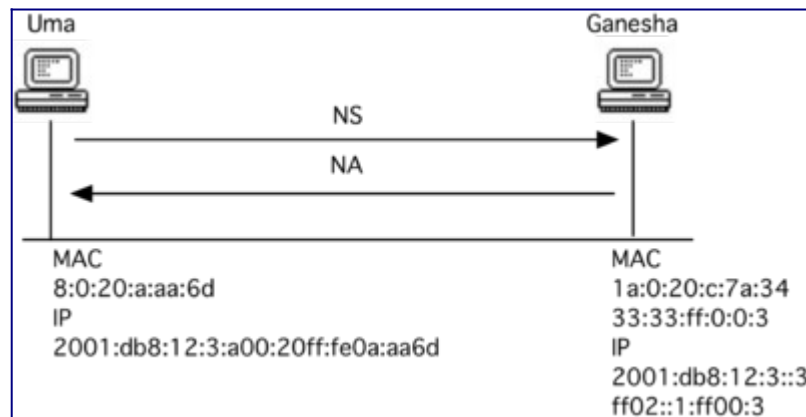 Uma
Ganesha
NS
NA
MAC
8:0:20:a:aa:6d
IP
2001:db8:12:3:a00:20ff:fe0a:aa6d
MAC
1a:0:20:c:7a:34
33:33:ff:0:0:3
IP
2001:db8:12:3::3
ff02::1:ff00:3